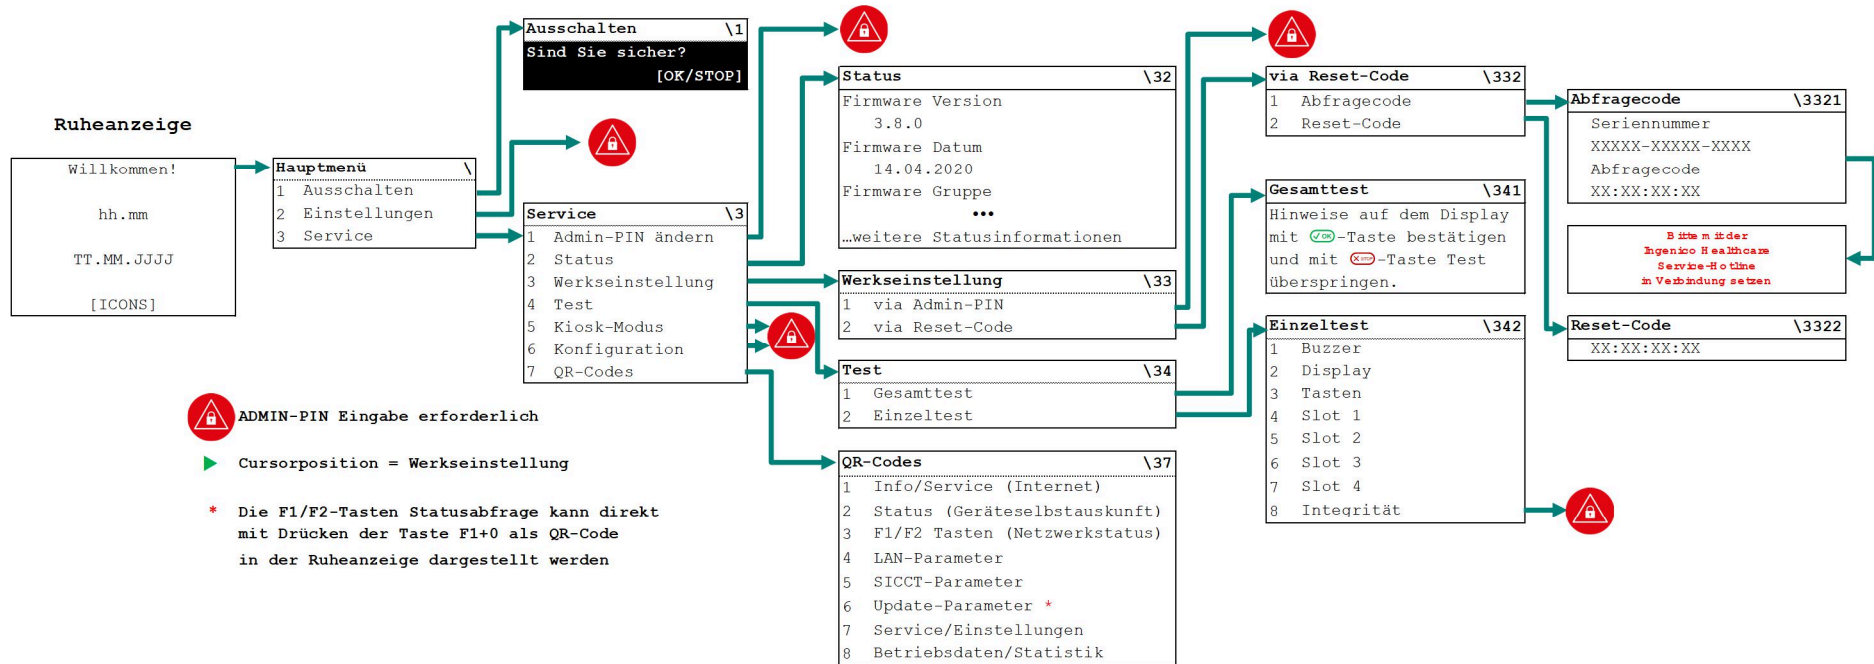 Ruheanzeige
Willkommen!
hh.mm
TT.MM.JJJJ
[ICONS]
Hauptmenü \
1 Ausschalten
2 Einstellungen
3 Service
Ausschalten \1
Sind Sie sicher?
[OK/STOP]
Service \3
1 Admin-PIN ändern
2 Status
3 Werkseinstellung
4 Test
5 Kiosk-Modus
6 Konfiguration
7 QR-Codes
ADMIN-PIN Eingabe erforderlich
Cursorposition = Werkseinstellung
* Die F1/F2-Tasten Statusabfrage kann direkt
mit Drücken der Taste F1+0 als QR-Code
in der Ruheanzeige dargestellt werden
Status \32
Firmware Version
3.8.0
Firmware Datum
14.04.2020
Firmware Gruppe
•••
…weitere Statusinformationen
Werkseinstellung \33
1 via Admin-PIN
2 via Reset-Code
Test \34
1 Gesamttest
2 Einzeltest
QR-Codes \37
1 Info/Service (Internet)
2 Status (Geräteselbstauskunft)
3 F1/F2 Tasten (Netzwerkstatus)
4 LAN-Parameter
5 SICCT-Parameter
6 Update-Parameter *
7 Service/Einstellungen
8 Betriebsdaten/Statistik
via Reset-Code \332
1 Abfragecode
2 Reset-Code
Gesamttest \341
Hinweise auf dem Display
mit OK-Taste bestätigen
und mit STOP-Taste Test
überspringen.
Einzeltest \342
1 Buzzer
2 Display
3 Tasten
4 Slot 1
5 Slot 2
6 Slot 3
7 Slot 4
8 Integrität
Abfragecode \3321
Seriennummer
XXXXX-XXXXX-XXXX
Abfragecode
XX:XX:XX:XX
Bitte mit der
Ingenico Healthcare
Service-Hotline
in Verbindung setzen
Reset-Code \3322
XX:XX:XX:XX